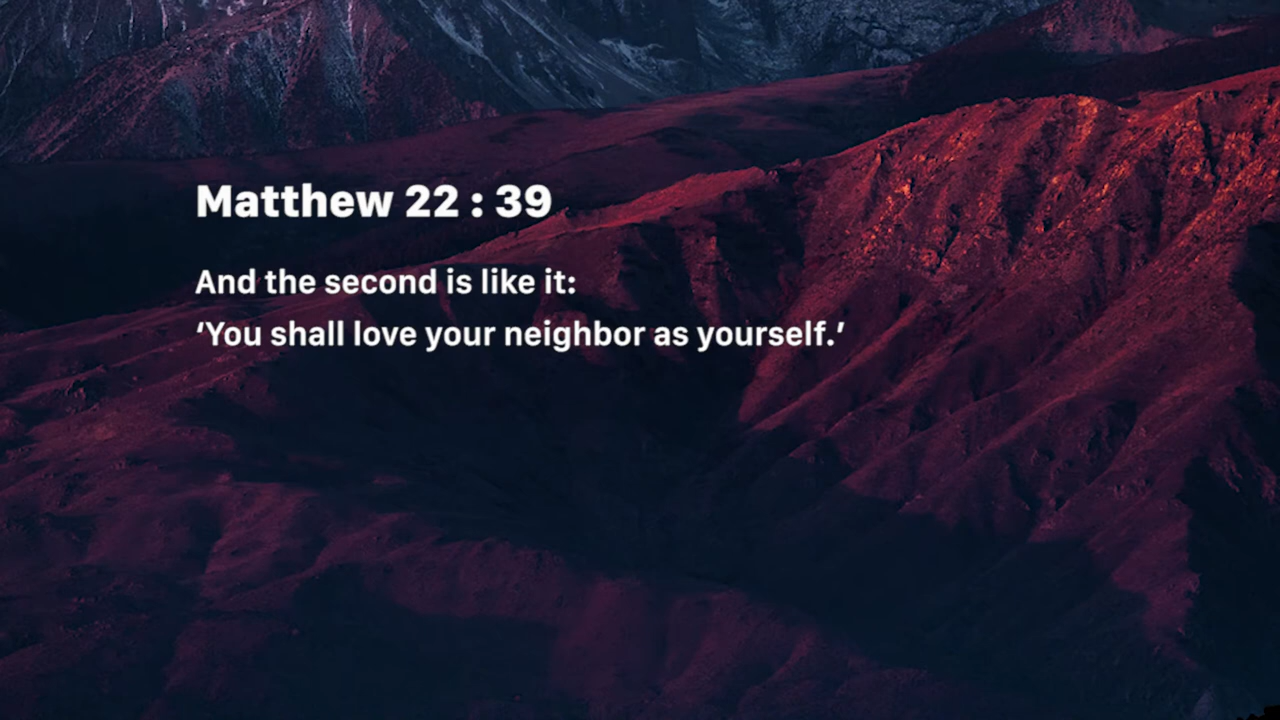 Matthew 22 : 39
And the second is like it:
‘You shall love your neighbor as yourself.’